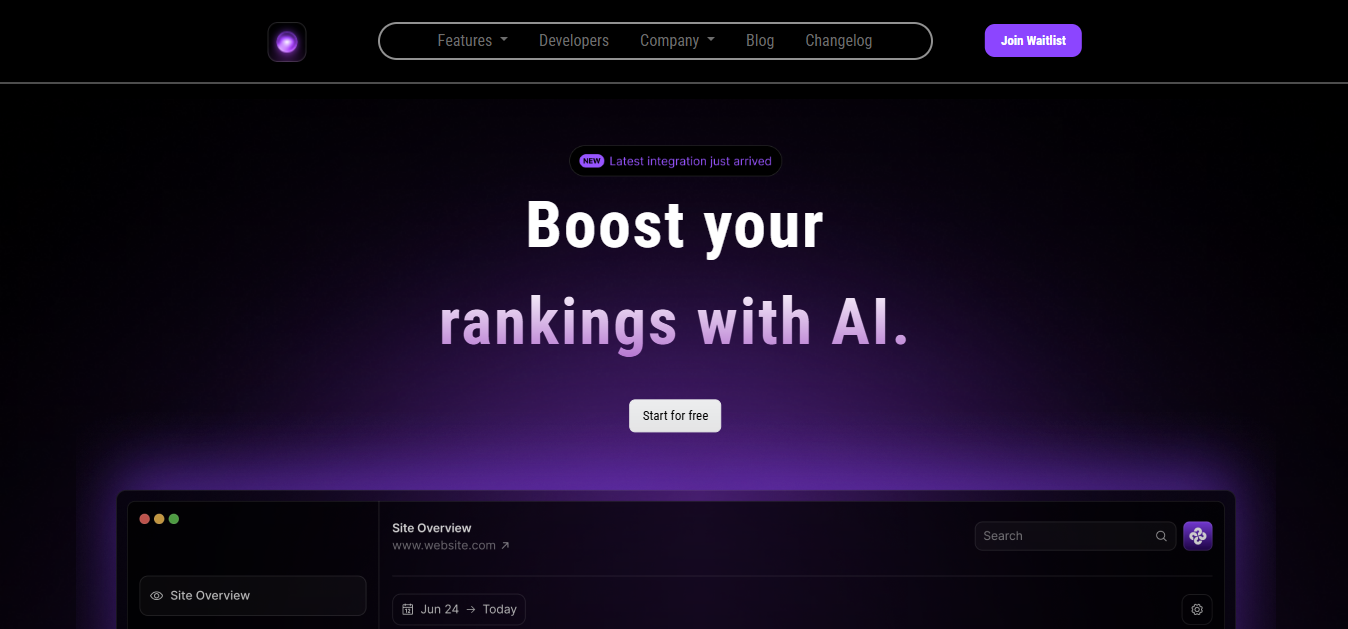 Features Developers Company Blog Changelog
Join Waitlist
NEW Latest integration just arrived
Boost your
rankings with AI.
Start for free
Site Overview
www.website.com
Search
Site Overview
12 Jun 24 → Today